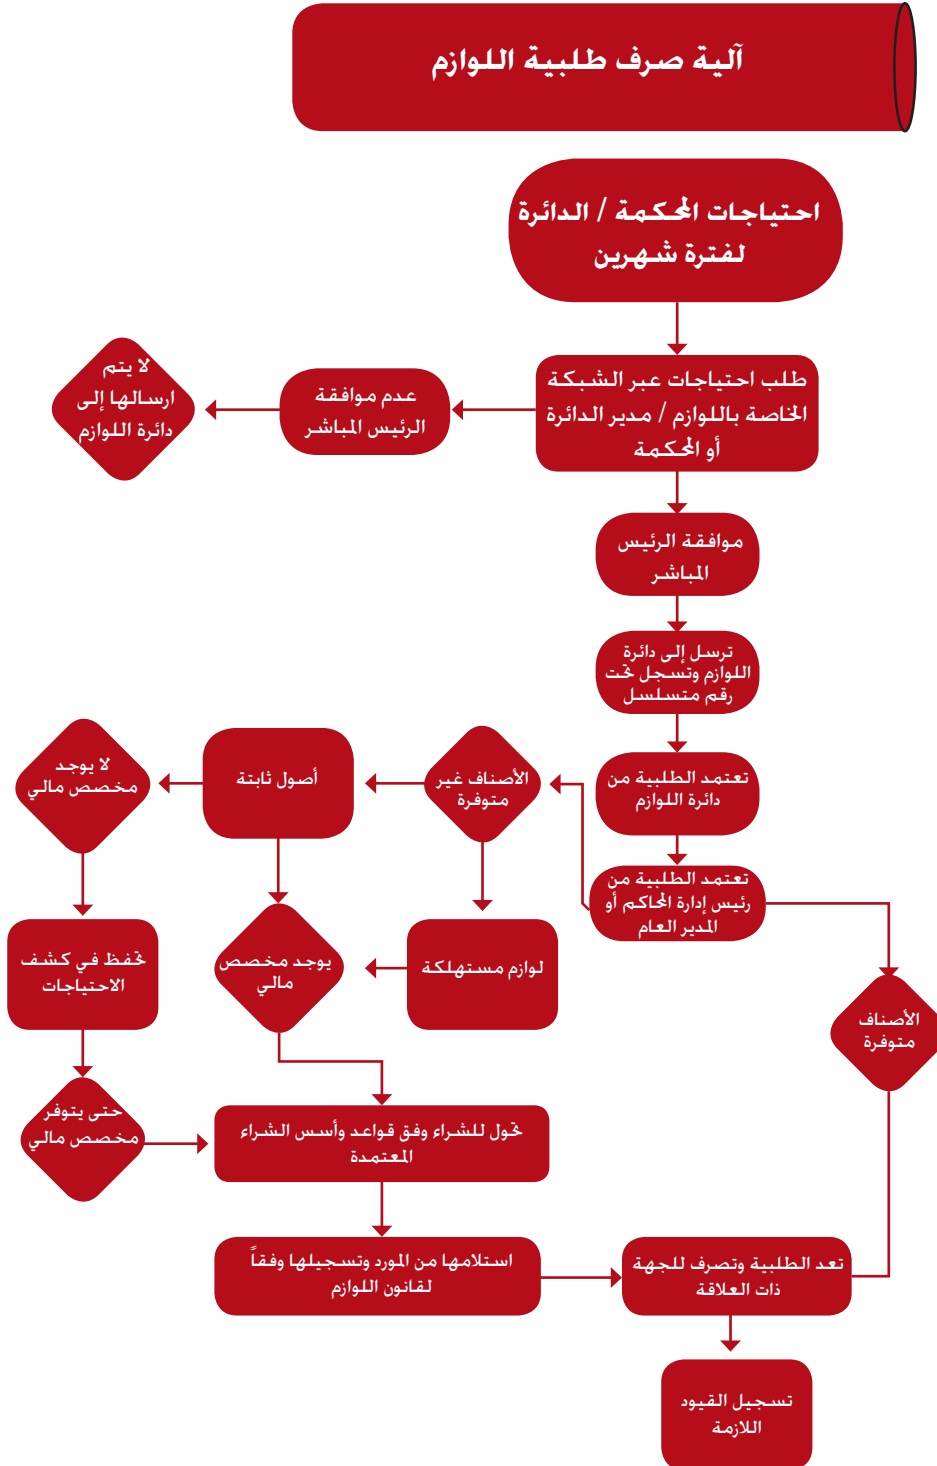 آلية صرف طلبية اللوازم
احتياجات المحكمة / الدائرة
لفترة شهرين
طلب احتياجات عبر الشبكة
الخاصة باللوازم / مدير الدائرة
أو المحكمة
عدم موافقة
الرئيس المباشر
لا يتم
ارسالها إلى
دائرة اللوازم
موافقة الرئيس
المباشر
ترسل إلى دائرة
اللوازم وتسجل تحت
رقم متسلسل
تعتمد الطلبية من
دائرة اللوازم
تعتمد الطلبية من
رئيس إدارة المحاكم أو
المدير العام
الأصناف غير
متوفرة
أصول ثابتة
لا يوجد
مخصص مالي
لوازم مستهلكة
يوجد مخصص
مالي
تحفظ في كشف
الاحتياجات
الأصناف
متوفرة
حتى يتوفر
مخصص مالي
تحول للشراء وفق قواعد وأسس الشراء
المعتمدة
استلامها من المورد وتسجيلها وفقاً
لقانون اللوازم
تعد الطلبية وتصرف للجهة
ذات العلاقة
تسجيل القيود
اللازمة